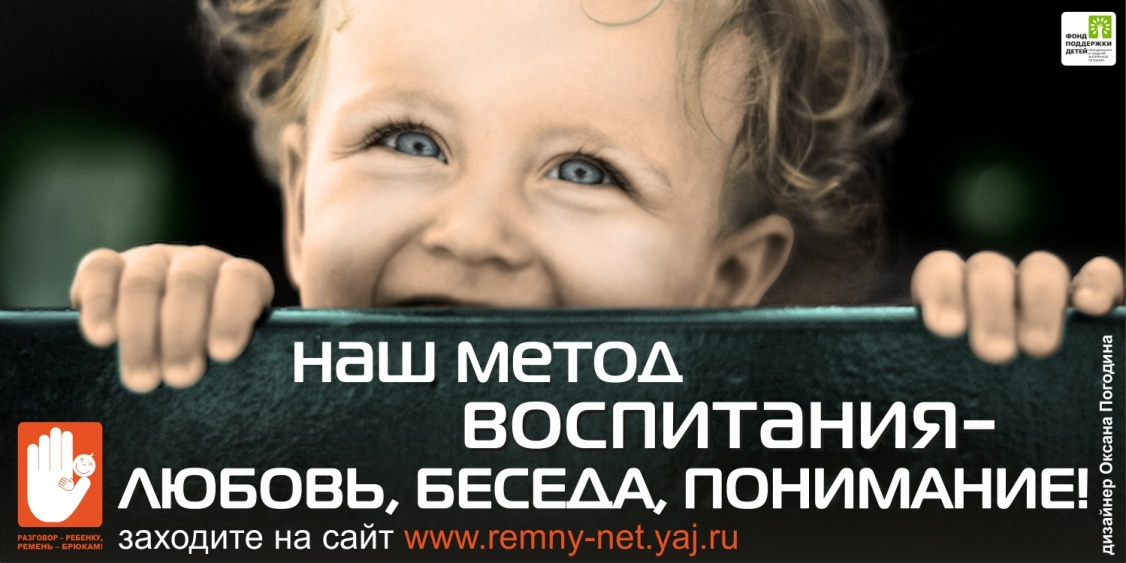 ФОНД
ПОДДЕРЖКИ
ДЕТЕЙ
наш метод
воспитания-
ЛЮБОВЬ, БЕСЕДА, ПОНИМАНИЕ!
РАЗГОВОР – РЕБЕНКУ,
РЕМЕНЬ – БРЮКАМ!
заходите на сайт www.remny-net.yaj.ru
дизайнер Оксана Погодина